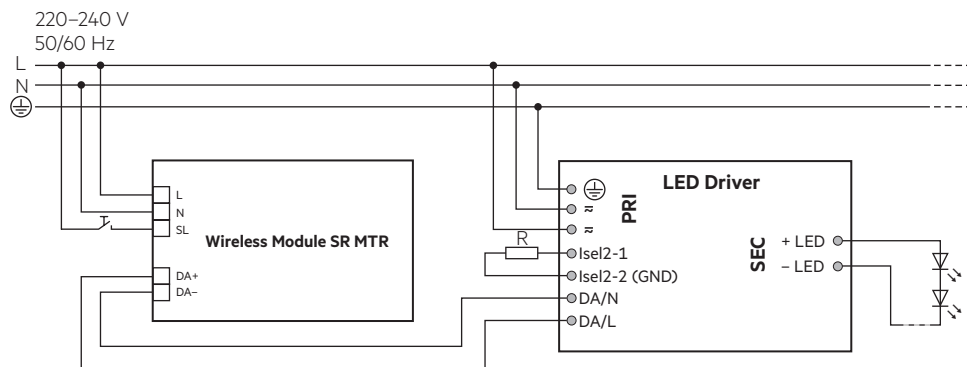 220–240 V
50/60 Hz
L
N
L
N
SL
DA+
DA–
Wireless Module SR MTR
LED Driver
PRI
≂
≂
R
Isel2-1
Isel2-2 (GND)
DA/N
DA/L
SEC
+ LED
– LED